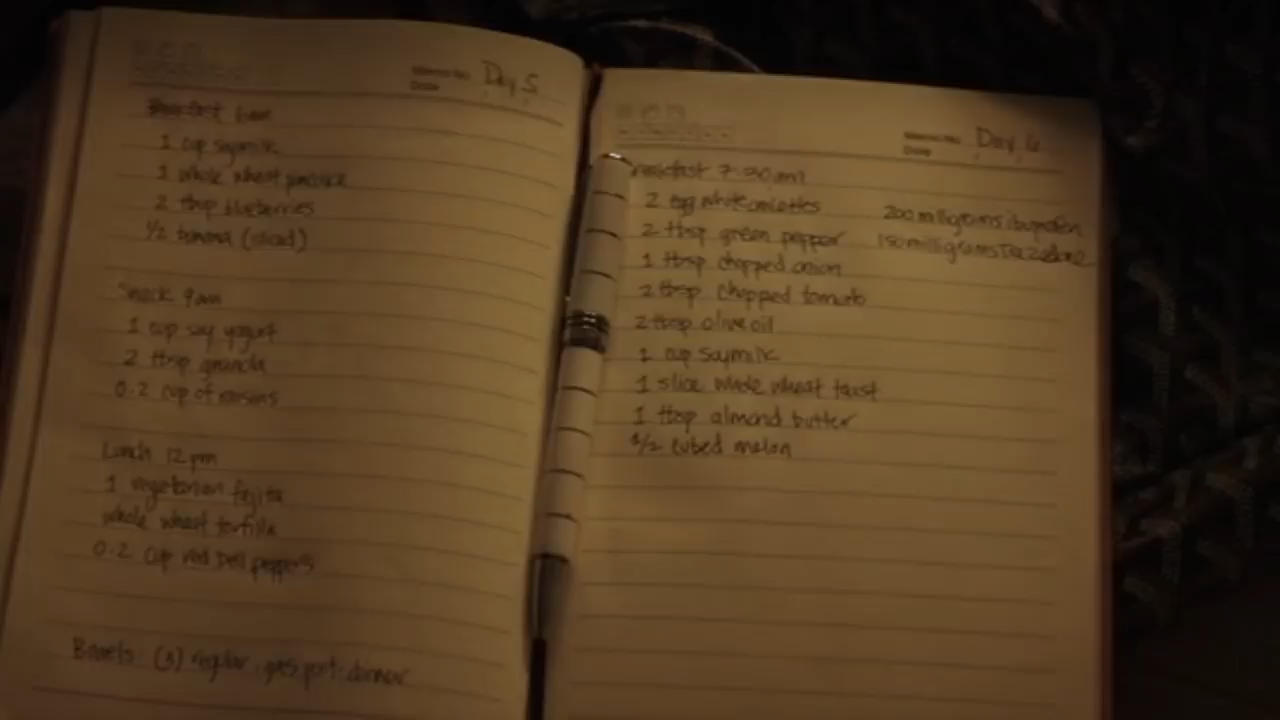 Day 5
Breakfast 6am
1 cup soymilk
1 whole wheat pancake
2 tbsp blueberries
1/2 banana (sliced)
Snack 9am
1 cup soy yogurt
2 tbsp granola
0.2 cup of raisins
Lunch 12pm
1 vegetarian fajita
whole wheat tortilla
0.2 cup red bell peppers
Bowels: (3) regular, gas, post-dinner
Day 6
Breakfast 7:30am
2 egg white omlettes
200 milligrams ibuprofen
2 tbsp green pepper
150 milligrams Trazadone
1 tbsp chopped onion
2 tbsp chopped tomato
2 tbsp olive oil
1 cup soymilk
1 slice whole wheat toast
1 tbsp almond butter
1/2 cubed melon